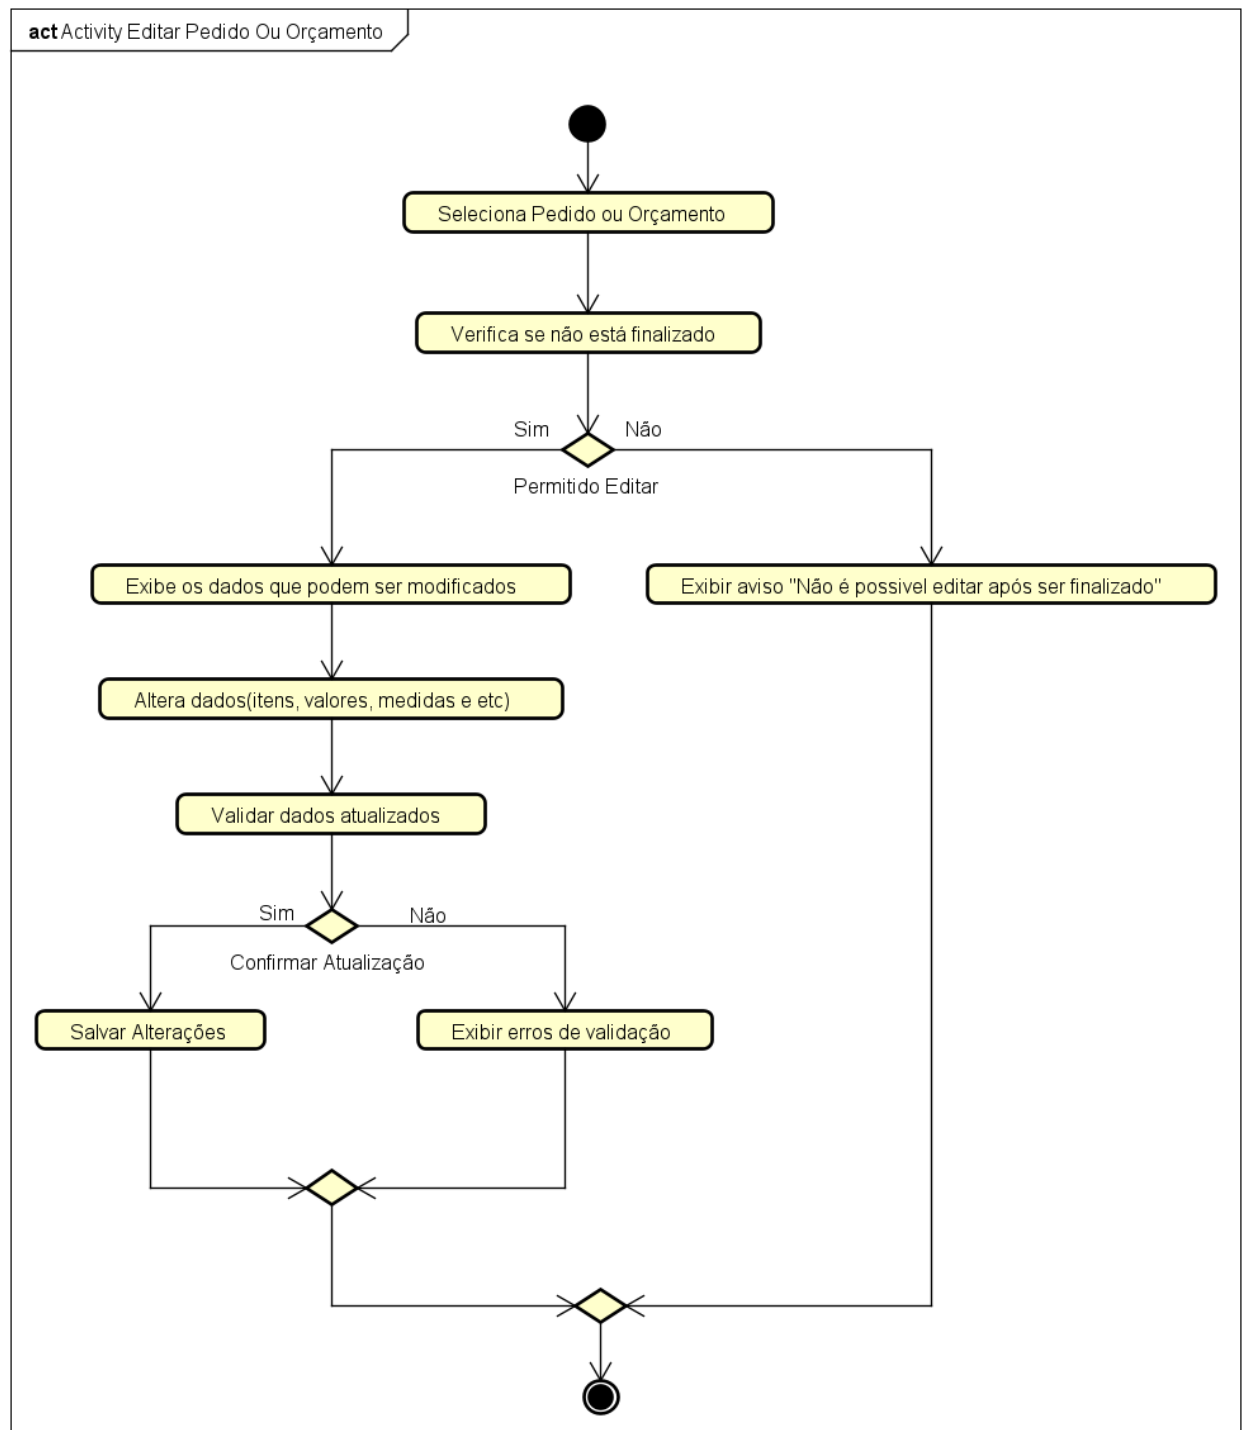 act Activity Editar Pedido Ou Orçamento
Seleciona Pedido ou Orçamento
Verifica se não está finalizado
Sim
Não
Permitido Editar
Exibe os dados que podem ser modificados
Exibir aviso "Não é possivel editar após ser finalizado"
Altera dados(itens, valores, medidas e etc)
Validar dados atualizados
Sim
Não
Confirmar Atualização
Salvar Alterações
Exibir erros de validação